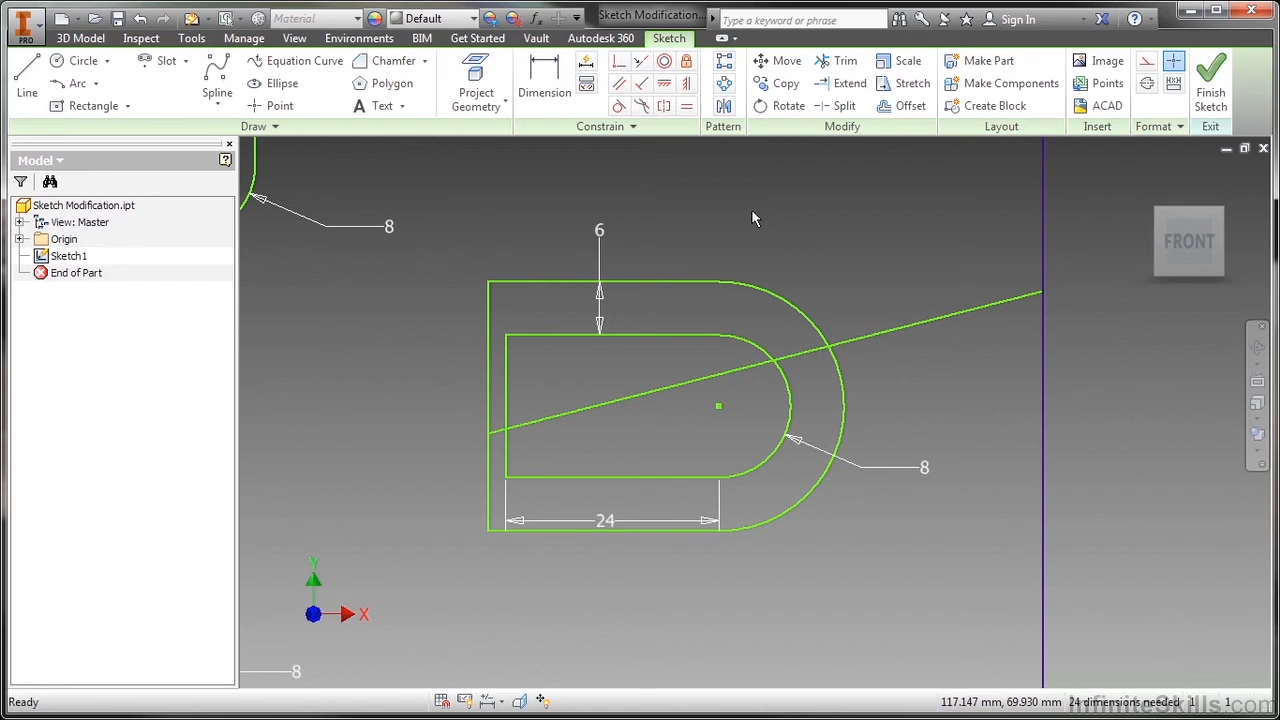 Material
Default
Sketch Modification...
Type a keyword or phrase
Sign In
PRO
3D Model
Inspect
Tools
Manage
View
Environments
BIM
Get Started
Vault
Autodesk 360
Sketch
Line
Circle
Arc
Rectangle
Slot
Spline
Equation Curve
Ellipse
Point
Chamfer
Polygon
Text
Project
Geometry
Dimension
Move
Copy
Rotate
Trim
Extend
Split
Scale
Stretch
Offset
Make Part
Make Components
Create Block
Image
Points
ACAD
Finish
Sketch
Draw
Constrain
Pattern
Modify
Layout
Insert
Format
Exit
Model
Sketch Modification.ipt
View: Master
Origin
Sketch1
End of Part
8
6
FRONT
8
24
Y
X
8
Ready
117.147 mm, 69.930 mm
24 dimensions needed
1
1
InfiniteSkills.com